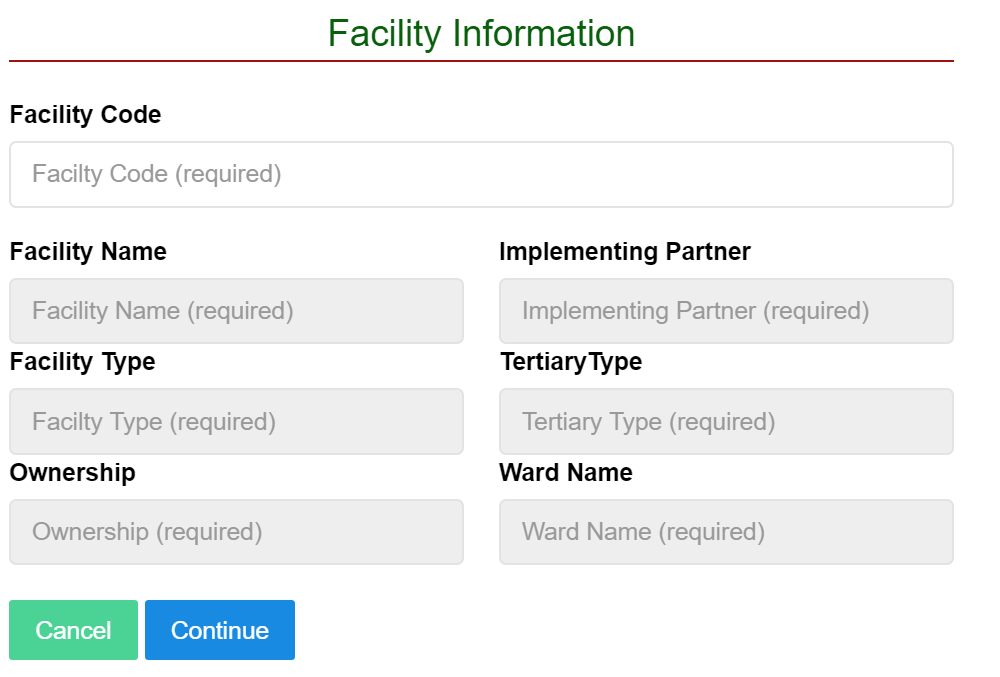 Facility Information
Facility Code
Facilty Code (required)
Facility Name
Implementing Partner
Facility Name (required)
Implementing Partner (required)
Facility Type
TertiaryType
Facilty Type (required)
Tertiary Type (required)
Ownership
Ward Name
Ownership (required)
Ward Name (required)
Cancel
Continue